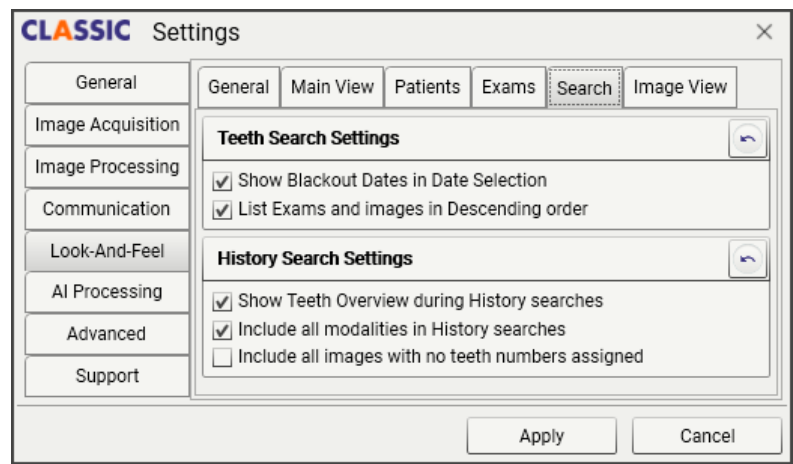 CLASSIC Settings
General
Image Acquisition
Image Processing
Communication
Look-And-Feel
AI Processing
Advanced
Support
General Main View Patients Exams Search Image View
Teeth Search Settings
Show Blackout Dates in Date Selection
List Exams and images in Descending order
History Search Settings
Show Teeth Overview during History searches
Include all modalities in History searches
Include all images with no teeth numbers assigned
Apply Cancel